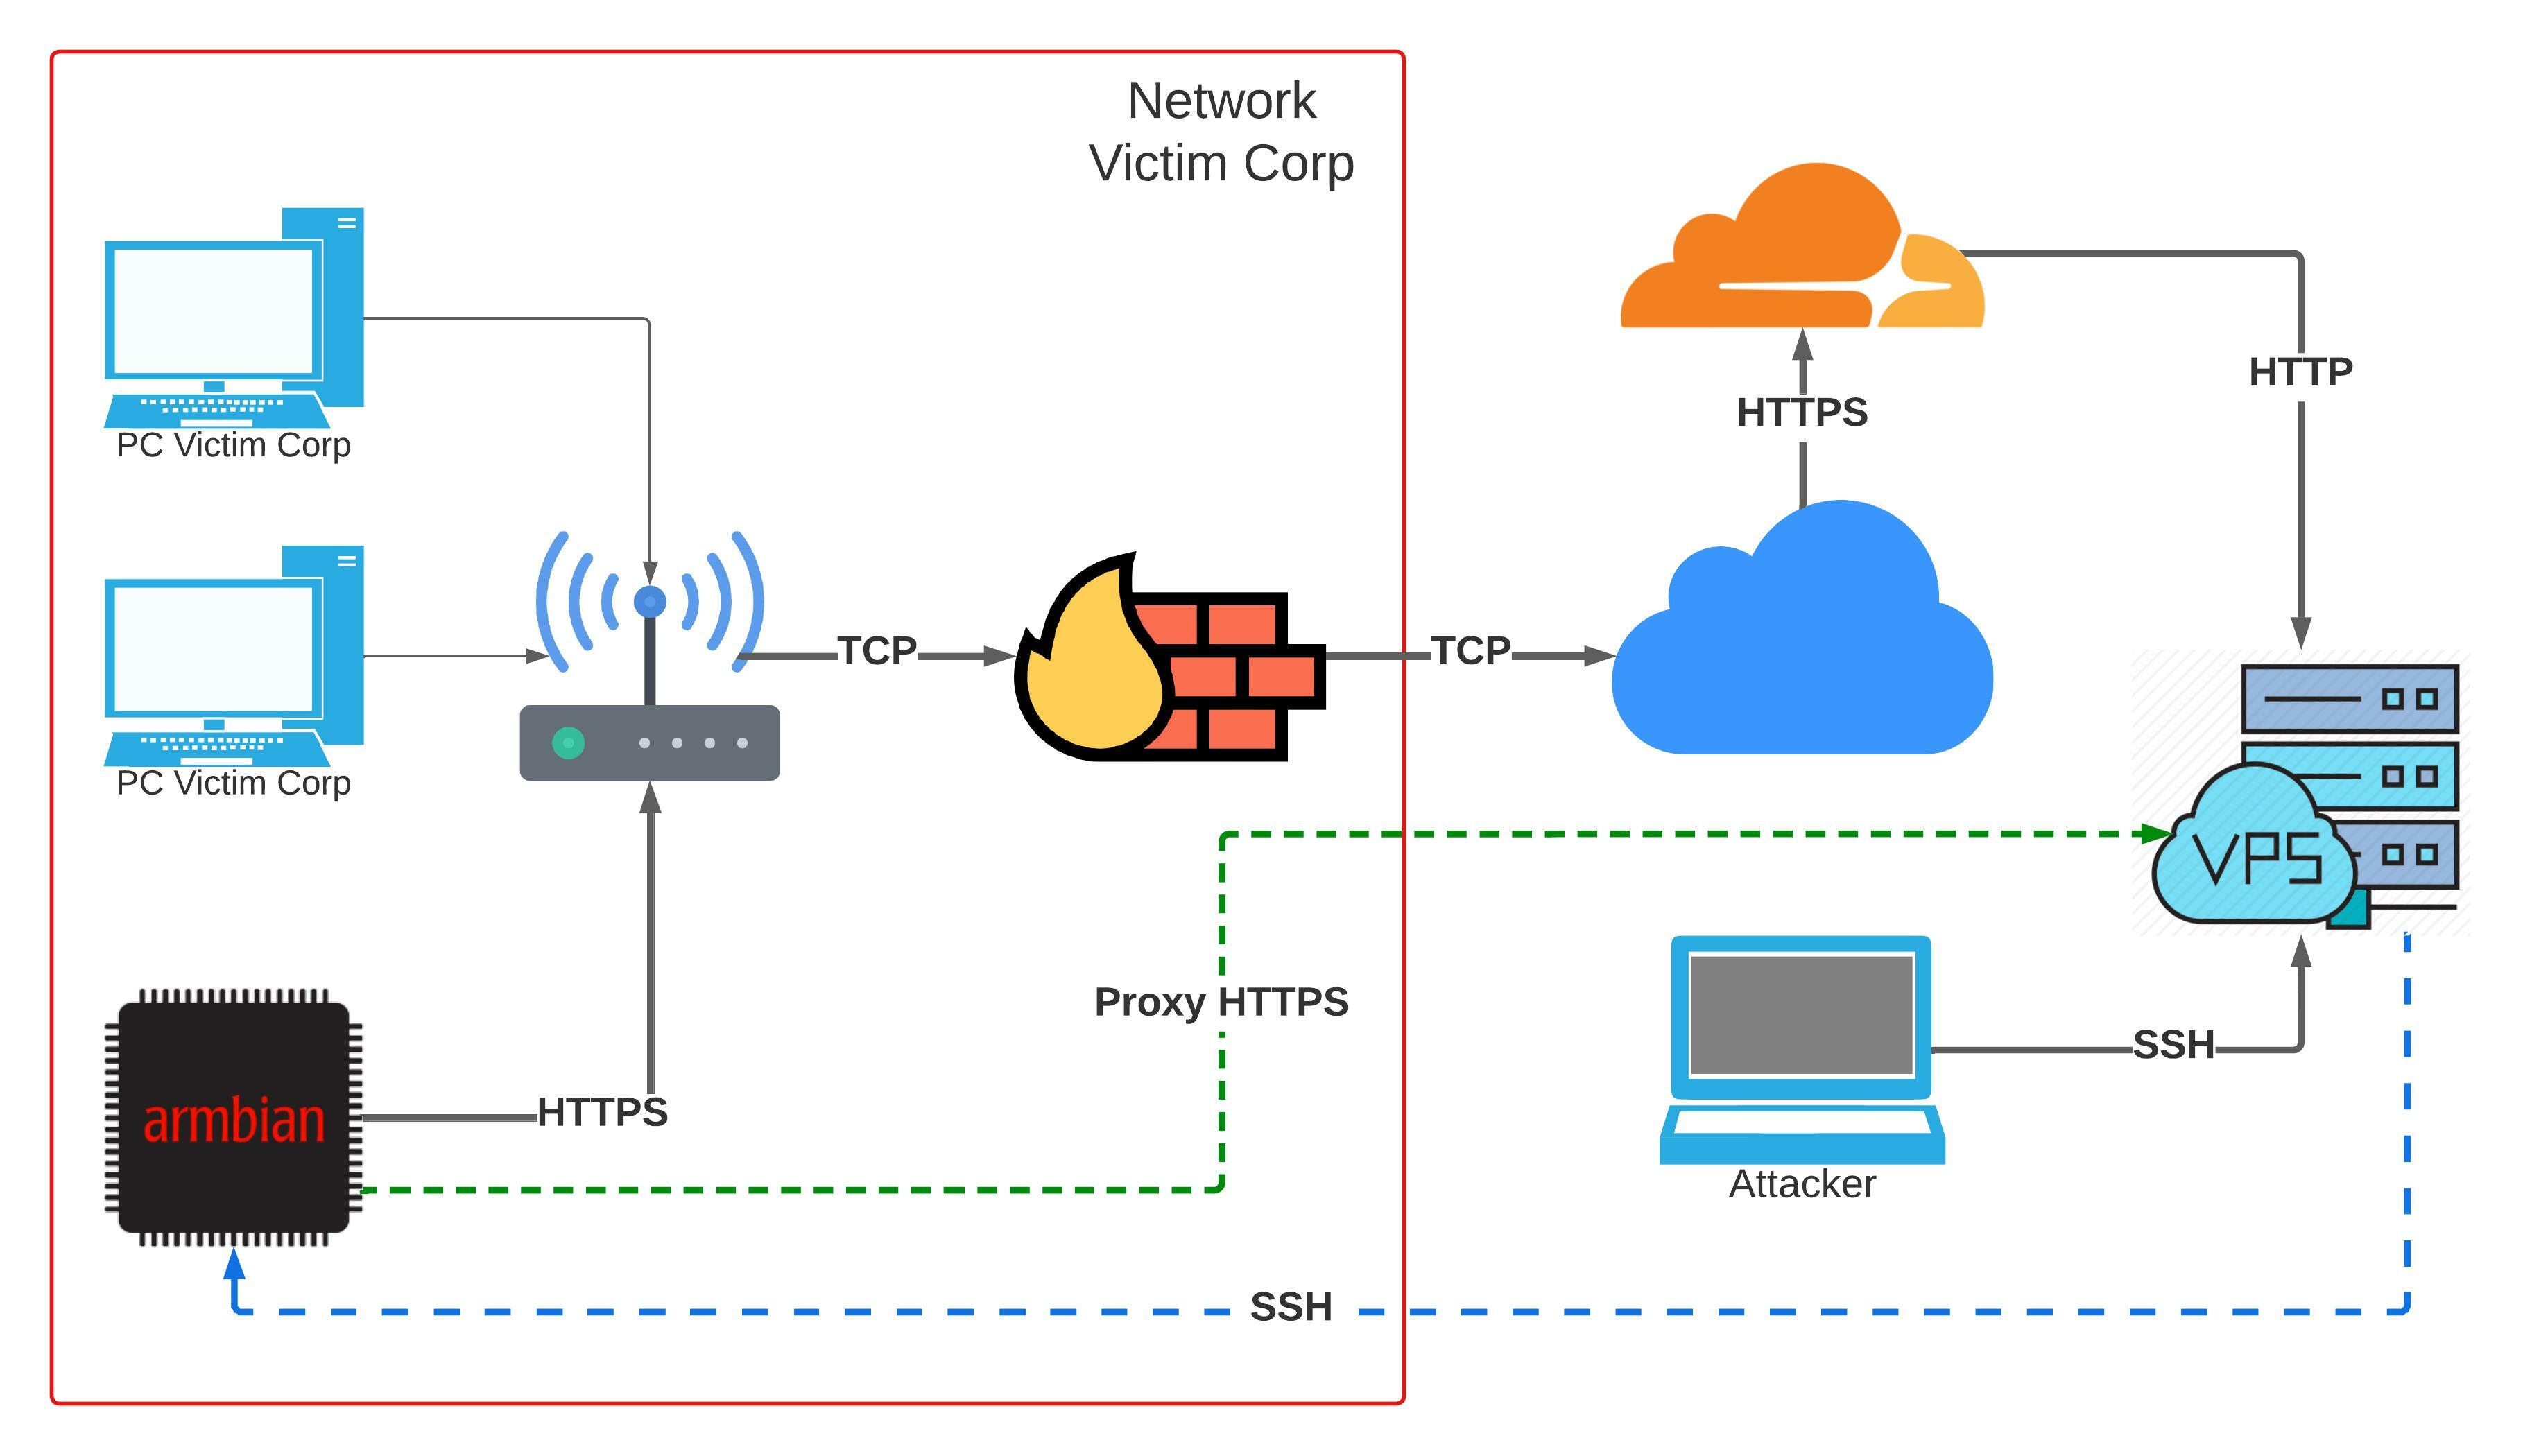 Network
Victim Corp
PC Victim Corp
HTTP
HTTPS
TCP
TCP
PC Victim Corp
VPS
Proxy HTTPS
SSH
armbian
HTTPS
Attacker
SSH